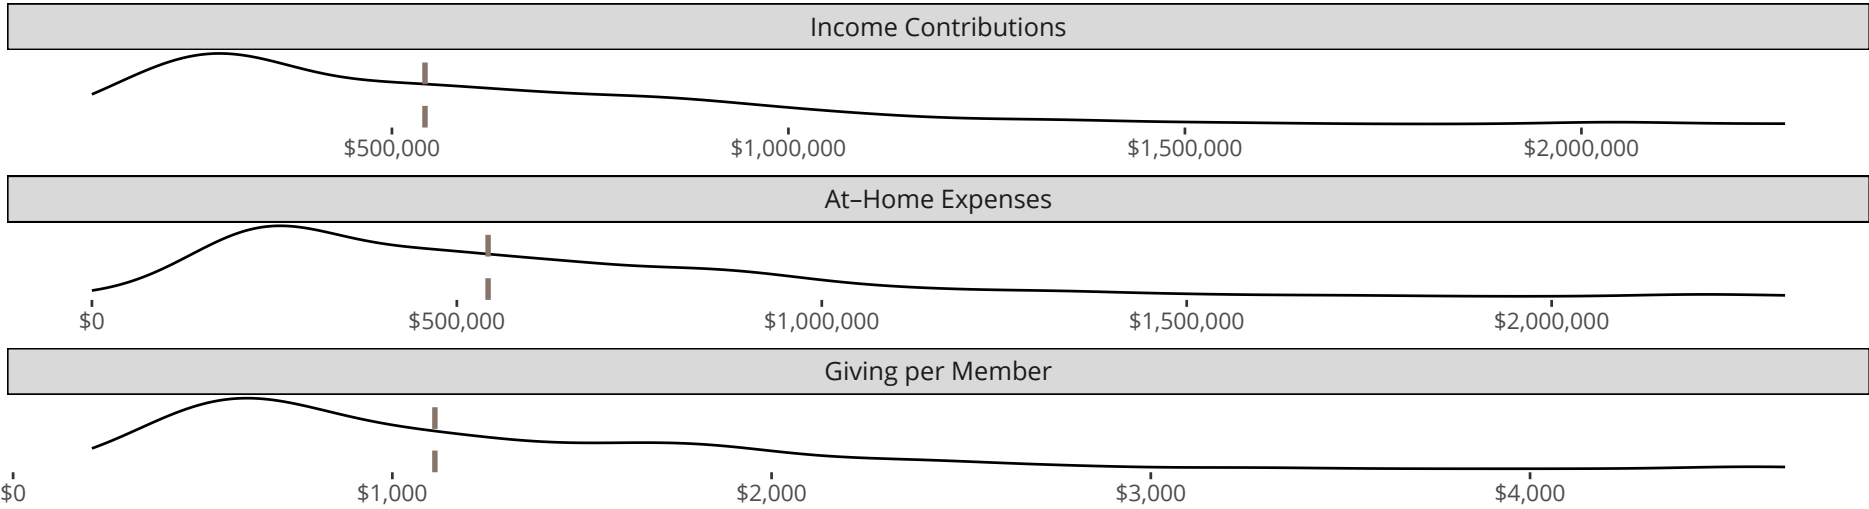 Income Contributions
$500,000 $1,000,000 $1,500,000 $2,000,000
At–Home Expenses
$0 $500,000 $1,000,000 $1,500,000 $2,000,000
Giving per Member
$0 $1,000 $2,000 $3,000 $4,000